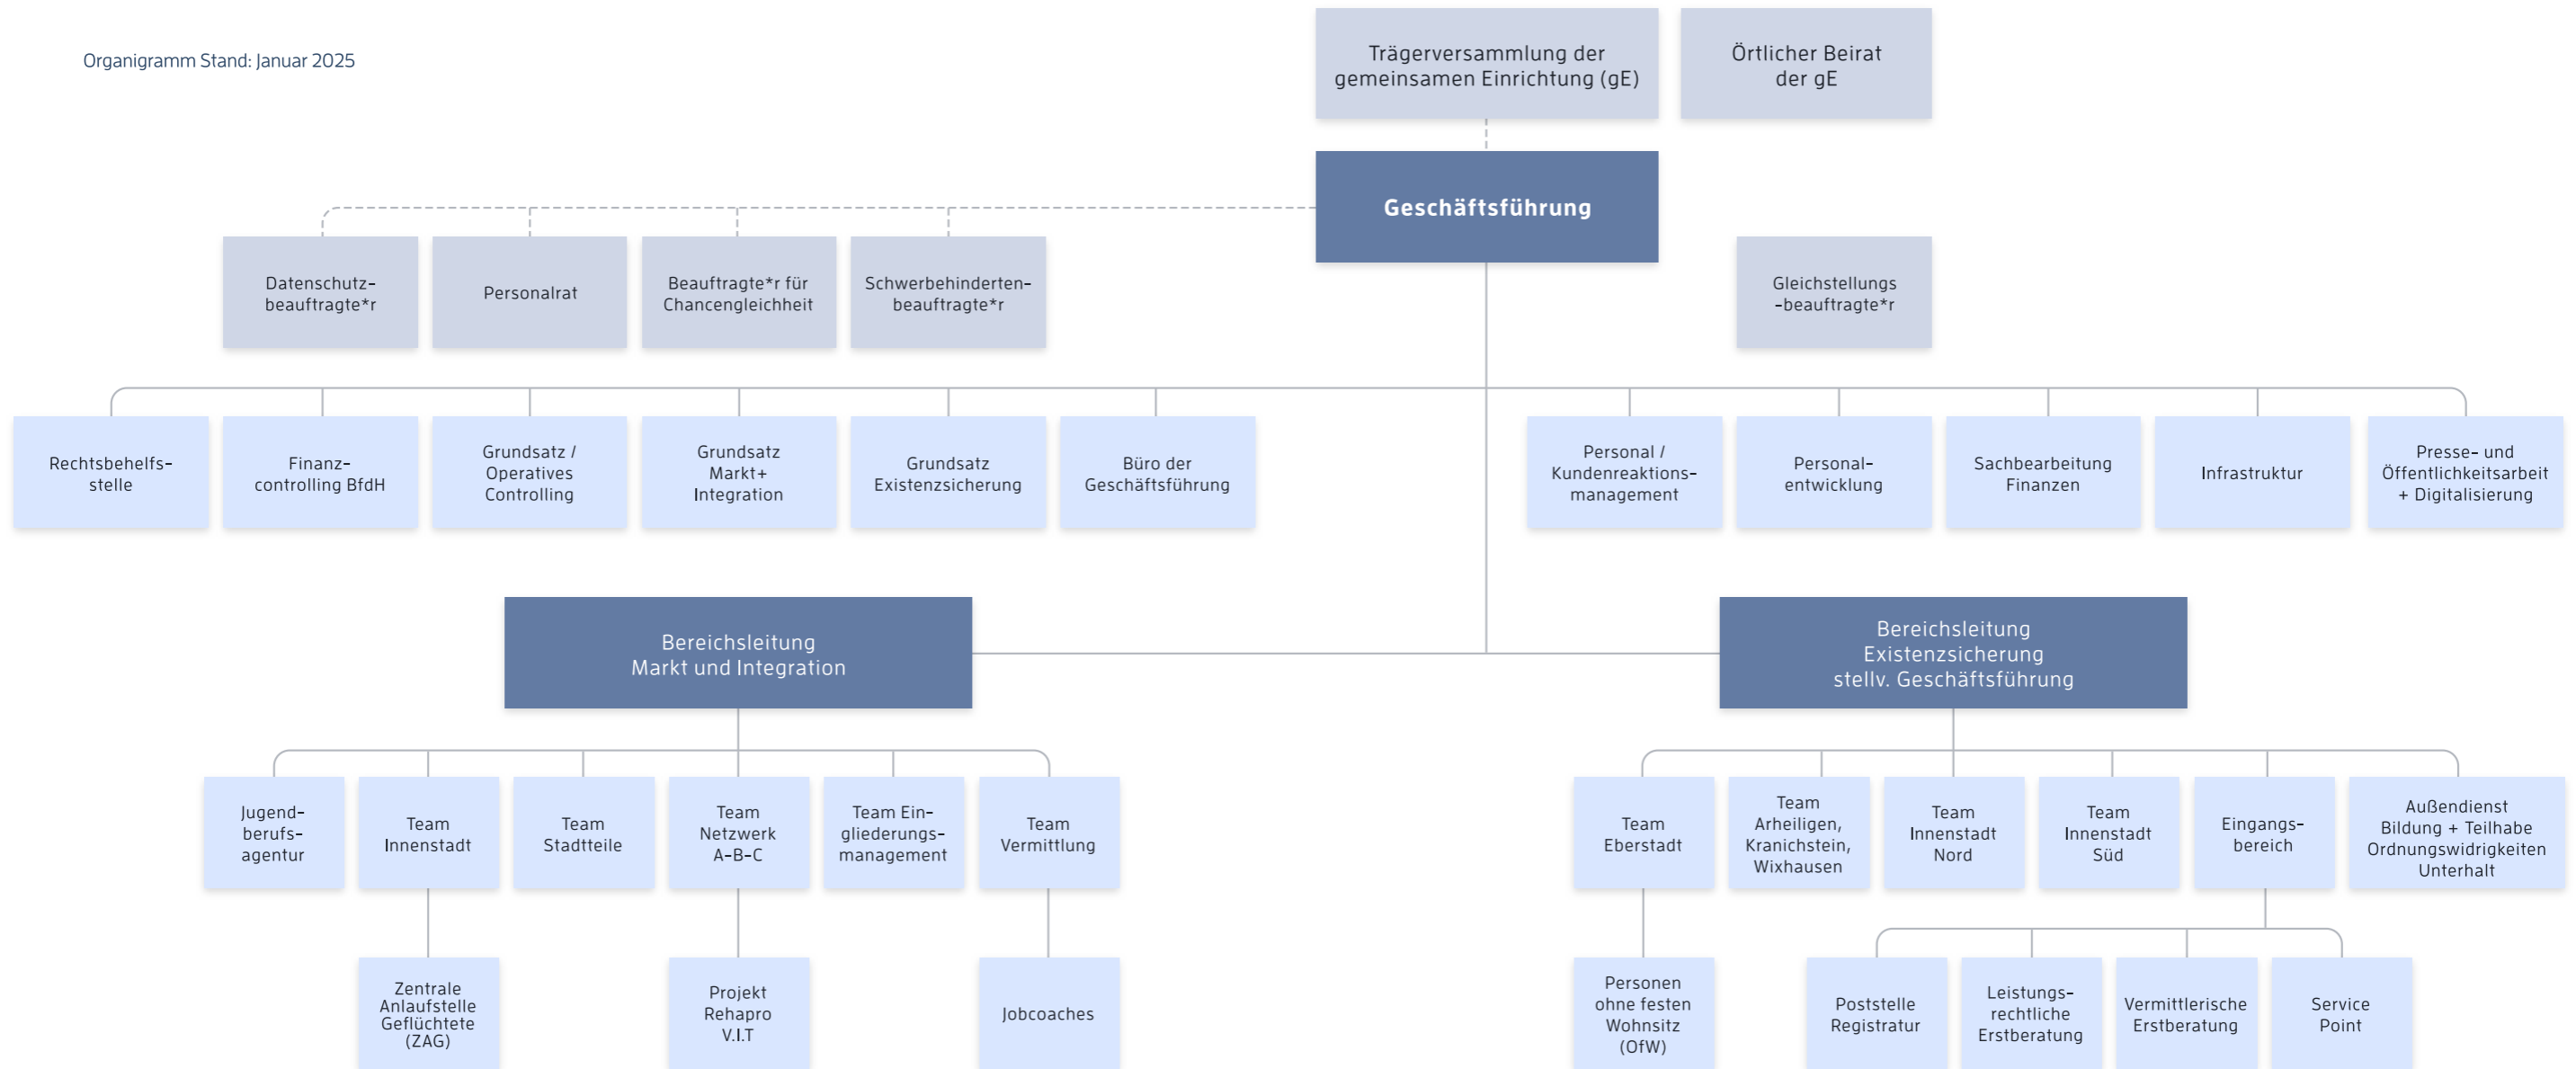 Organigramm Stand: Januar 2025
Trägerversammlung der
gemeinsamen Einrichtung (gE)
Örtlicher Beirat
der gE
Geschäftsführung
Datenschutz-
beauftragte*r
Personalrat
Beauftragte*r für
Chancengleichheit
Schwerbehinderten-
beauftragte*r
Gleichstellungs
-beauftragte*r
Rechtsbehelfs-
stelle
Finanz-
controlling BfdH
Grundsatz /
Operatives
Controlling
Grundsatz
Markt+
Integration
Grundsatz
Existenzsicherung
Büro der
Geschäftsführung
Personal /
Kundenreaktions-
management
Personal-
entwicklung
Sachbearbeitung
Finanzen
Infrastruktur
Presse- und
Öffentlichkeitsarbeit
+ Digitalisierung
Bereichsleitung
Markt und Integration
Bereichsleitung
Existenzsicherung
stellv. Geschäftsführung
Jugend-
berufs-
agentur
Team
Innenstadt
Team
Stadtteile
Team
Netzwerk
A-B-C
Team Ein-
gliederungs-
management
Team
Vermittlung
Team
Eberstadt
Team
Arheiligen,
Kranichstein,
Wixhausen
Team
Innenstadt
Nord
Team
Innenstadt
Süd
Eingangs-
bereich
Außendienst
Bildung + Teilhabe
Ordnungswidrigkeiten
Unterhalt
Zentrale
Anlaufstelle
Geflüchtete
(ZAG)
Projekt
Rehapro
V.I.T
Jobcoaches
Personen
ohne festen
Wohnsitz
(OfW)
Poststelle
Registratur
Leistungs-
rechtliche
Erstberatung
Vermittlerische
Erstberatung
Service
Point